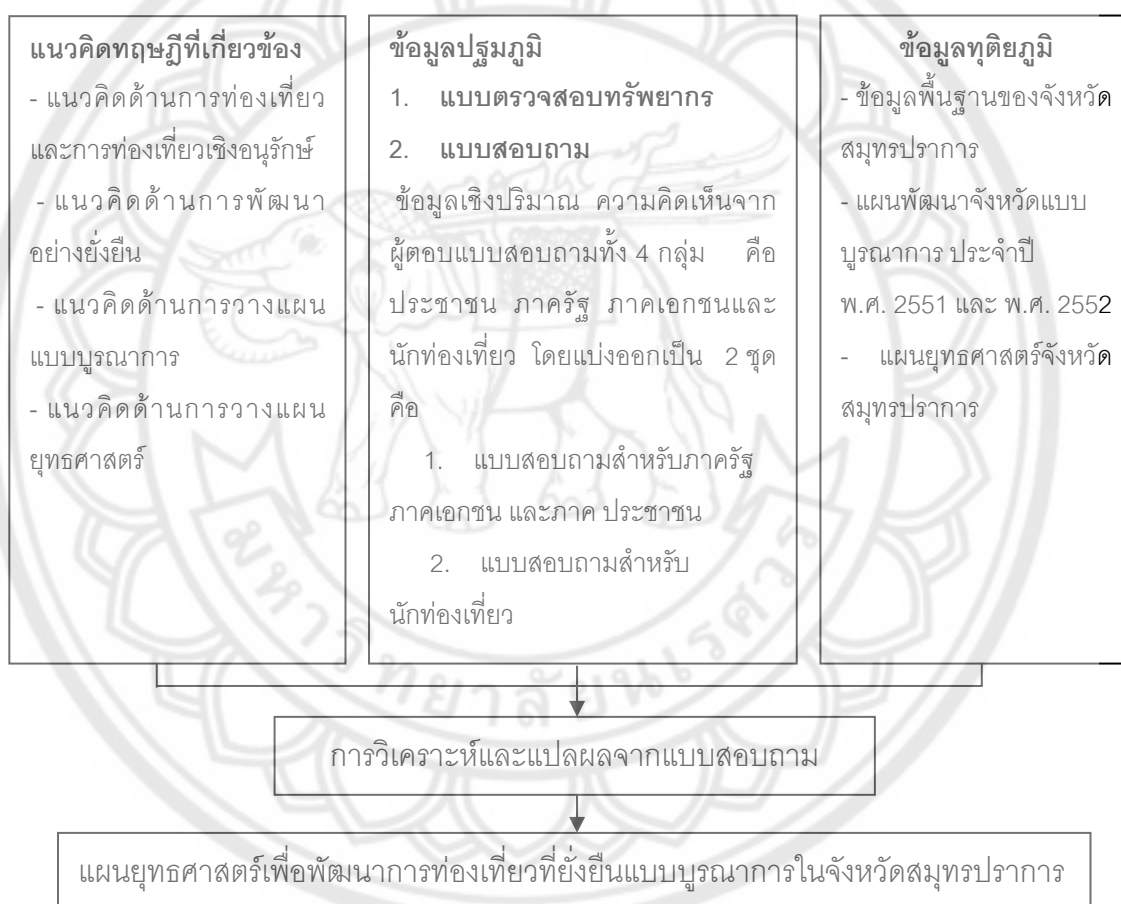 แนวคิดทฤษฎีที่เกี่ยวข้อง
- แนวคิดด้านการท่องเที่ยว
และการท่องเที่ยวเชิงอนุรักษ์
- แนวคิดด้านการพัฒนา
อย่างยั่งยืน
- แนวคิดด้านการวางแผน
แบบบูรณาการ
- แนวคิดด้านการวางแผน
ยุทธศาสตร์
ข้อมูลปฐมภูมิ
1. แบบตรวจสอบทรัพยากร
2. แบบสอบถาม
ข้อมูลเชิงปริมาณ ความคิดเห็นจาก
ผู้ตอบแบบสอบถามทั้ง 4 กลุ่ม คือ
ประชาชน ภาครัฐ ภาคเอกชนและ
นักท่องเที่ยว โดยแบ่งออกเป็น 2 ชุด
คือ
1. แบบสอบถามสำหรับภาครัฐ
ภาคเอกชน และภาค ประชาชน
2. แบบสอบถามสำหรับ
นักท่องเที่ยว
ข้อมูลทุติยภูมิ
- ข้อมูลพื้นฐานของจังหวัด
สมุทรปราการ
- แผนพัฒนาจังหวัดแบบ
บูรณาการ ประจำปี
พ.ศ. 2551 และ พ.ศ. 2552
- แผนยุทธศาสตร์จังหวัด
สมุทรปราการ
การวิเคราะห์และแปลผลจากแบบสอบถาม
แผนยุทธศาสตร์เพื่อพัฒนาการท่องเที่ยวที่ยั่งยืนแบบบูรณาการในจังหวัดสมุทรปราการ
มหาวิทยาลัยนเรศวร